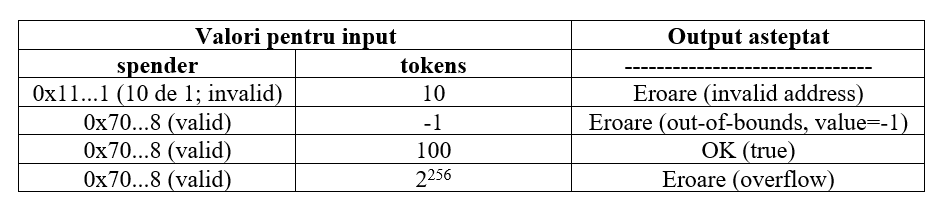 Valori pentru input Output asteptat
spender tokens -------------------------------
0x11...1 (10 de 1; invalid) 10 Eroare (invalid address)
0x70...8 (valid) -1 Eroare (out-of-bounds, value=-1)
0x70...8 (valid) 100 OK (true)
0x70...8 (valid) 2²⁵⁶ Eroare (overflow)